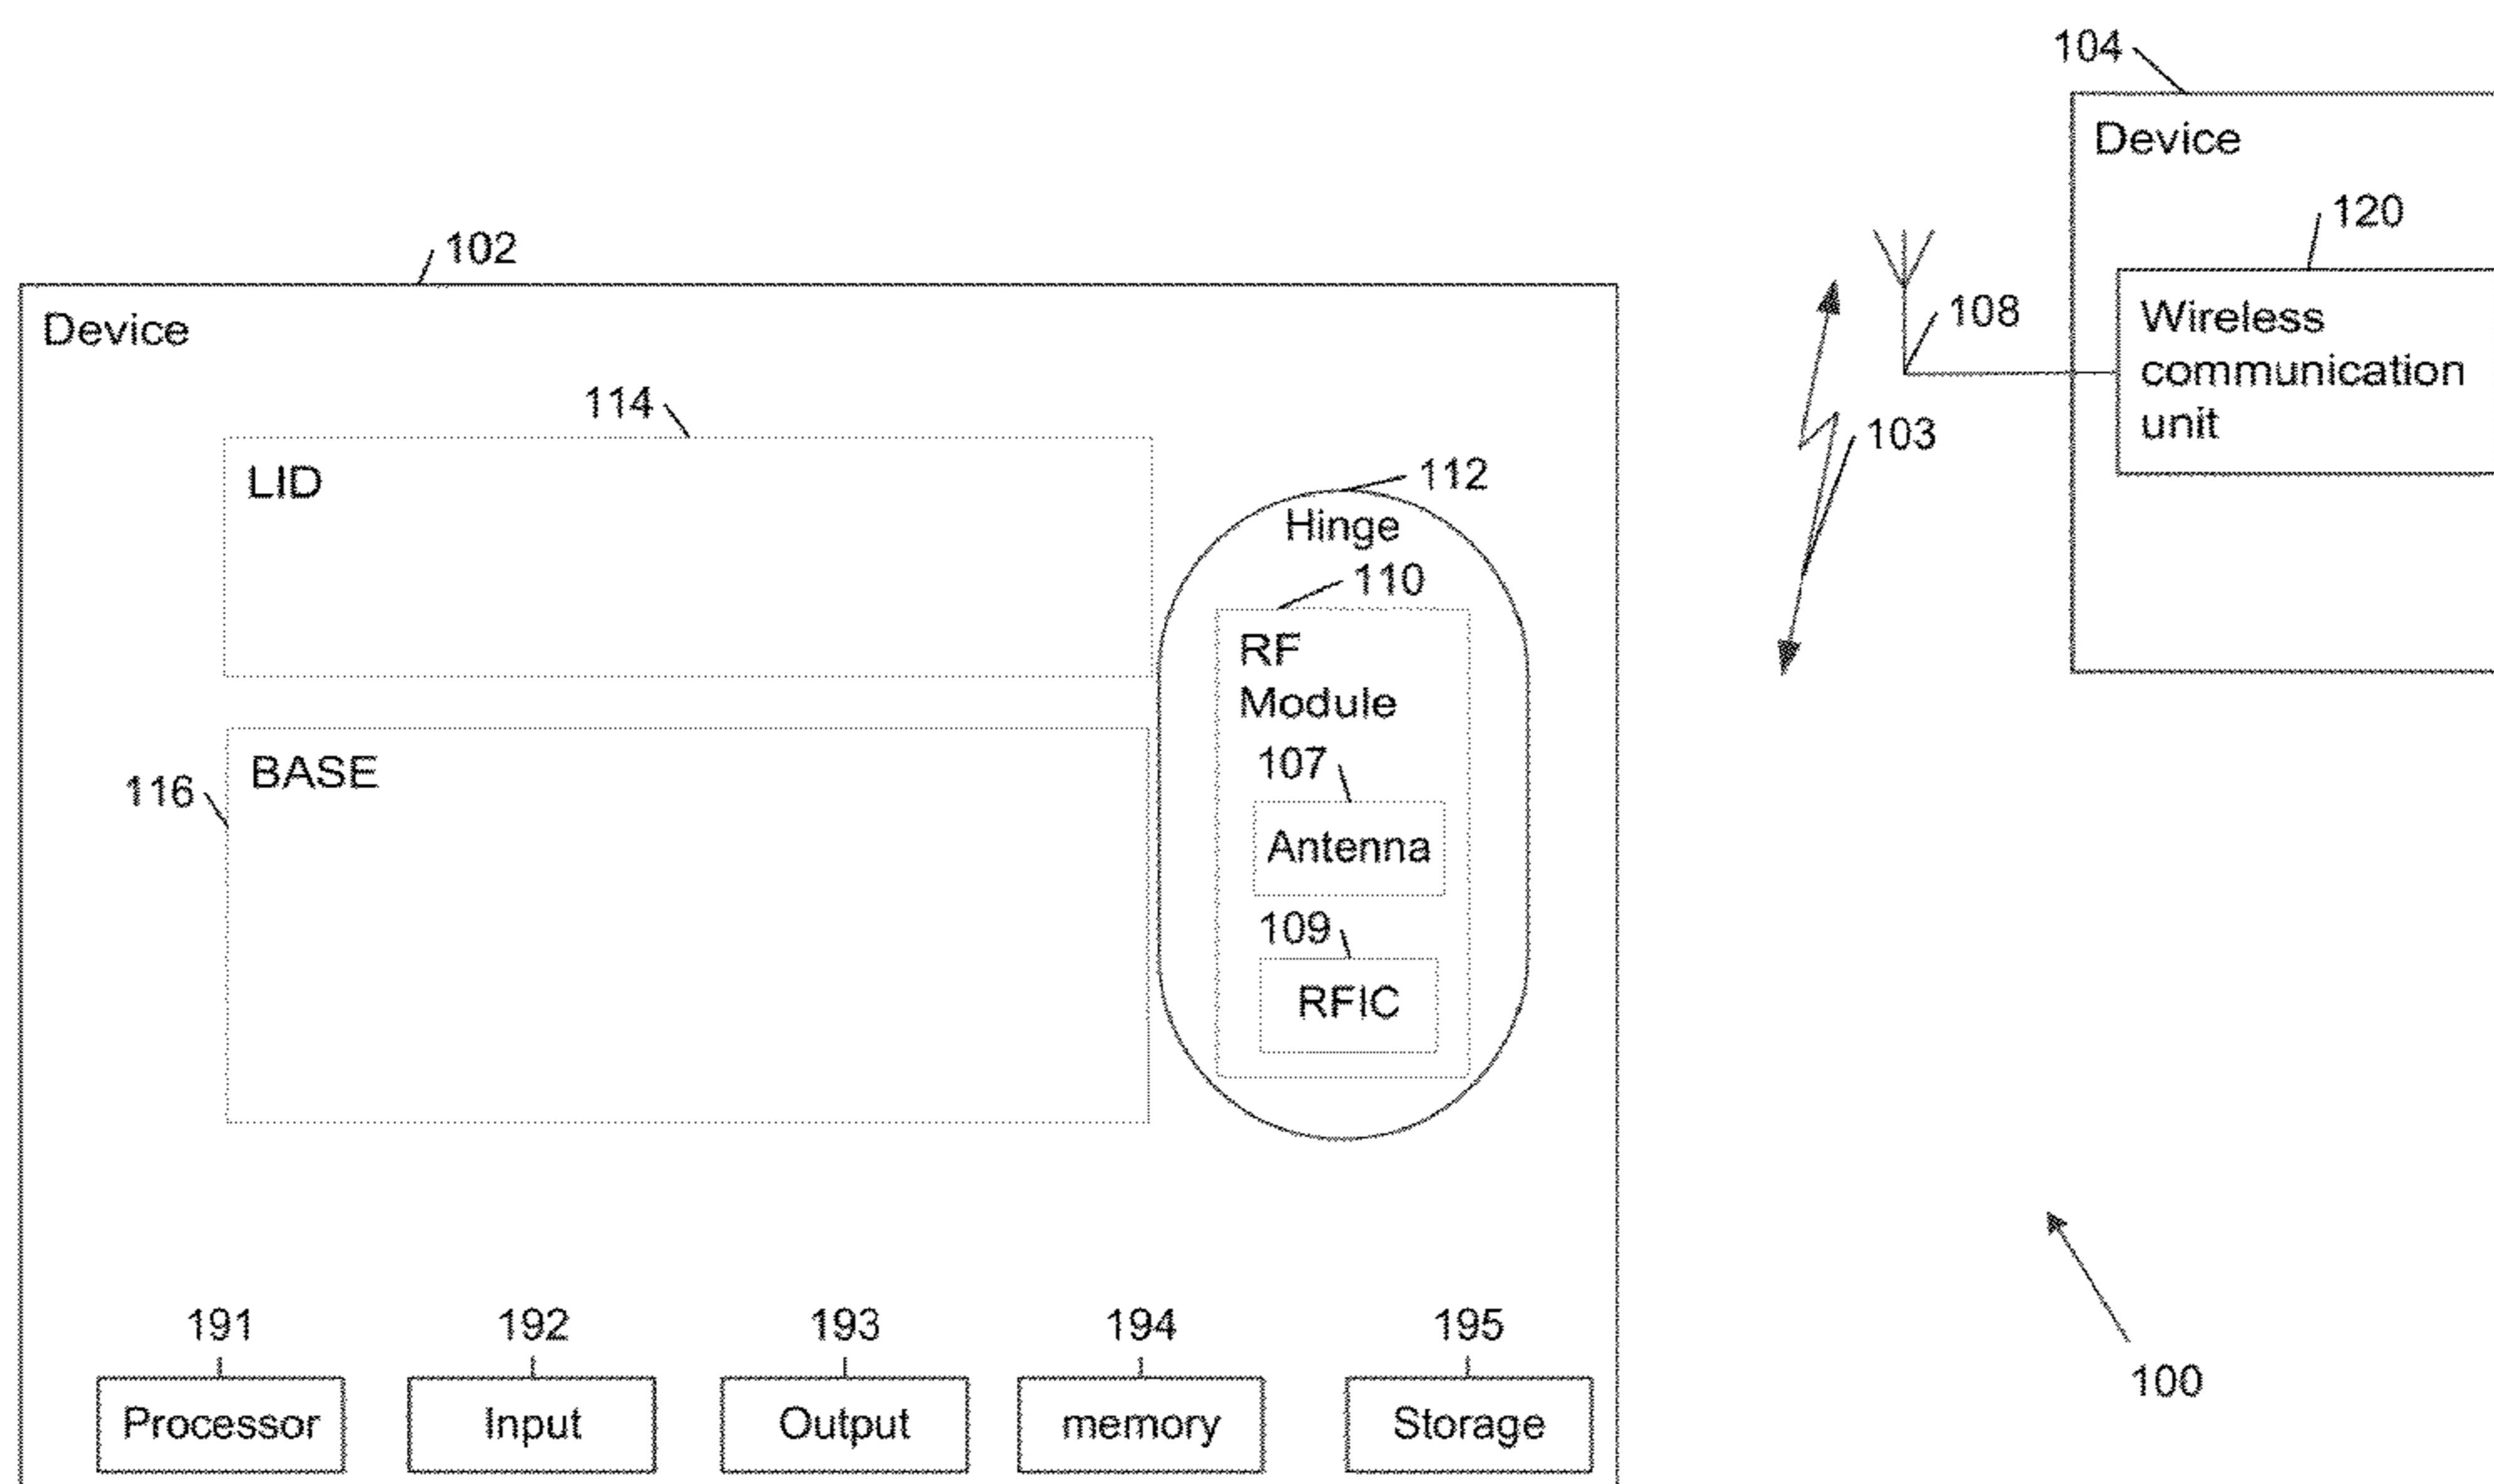 104
Device
120
Wireless
communication
unit
108
103
102
Device
114
LID
112
Hinge
110
RF
Module
107
Antenna
109
RFIC
116
BASE
191
192
193
194
195
Processor
Input
Output
memory
Storage
100